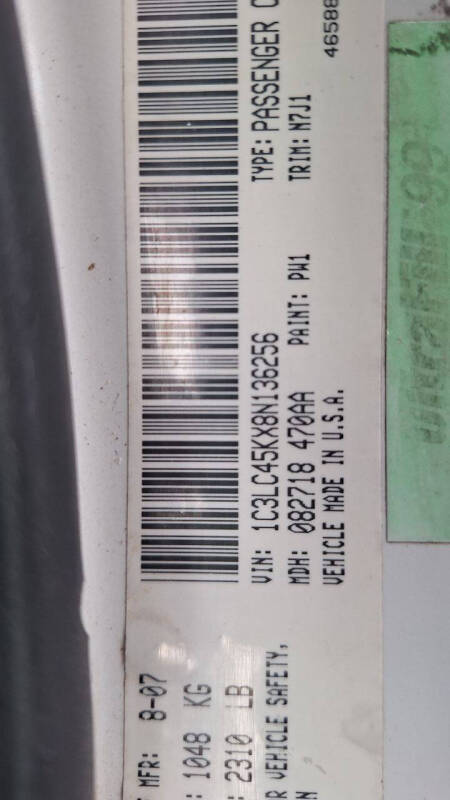 MFR: 8-07
: 1048 KG
: 2310 LB
R VEHICLE SAFETY,
N
VIN: 1C3LC45KX8N136256
TYPE: PASSENGER C
MDH: 082718 470AA
PAINT: PW1
TRIM: N7J1
VEHICLE MADE IN U.S.A.
46588